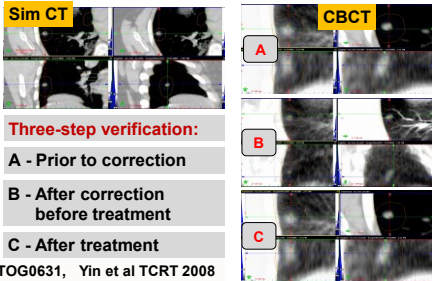 Sim CT
CBCT
A
Three-step verification:
A - Prior to correction
B - After correction
before treatment
C - After treatment
B
C
TOG0631, Yin et al TCRT 2008